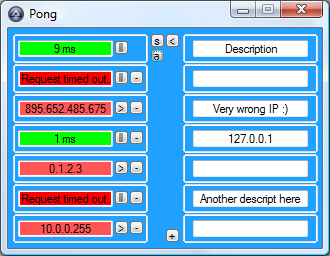 Pong
9 ms
s
<
Description
a
Request timed out.
-
895.652.485.675
>
-
Very wrong IP :)
1 ms
-
127.0.0.1
0.1.2.3
>
-
Request timed out.
-
Another descript here
10.0.0.255
>
-
+